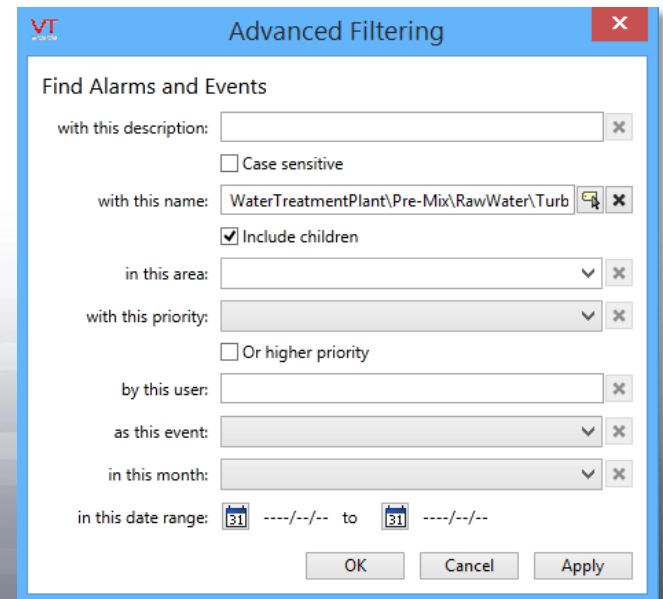 VT
Advanced Filtering
Find Alarms and Events
with this description:
Case sensitive
with this name: WaterTreatmentPlant\Pre-Mix\RawWater\Turb
Include children
in this area:
with this priority:
Or higher priority
by this user:
as this event:
in this month:
in this date range: 31 ----/--/-- to 31 ----/--/--
OK Cancel Apply